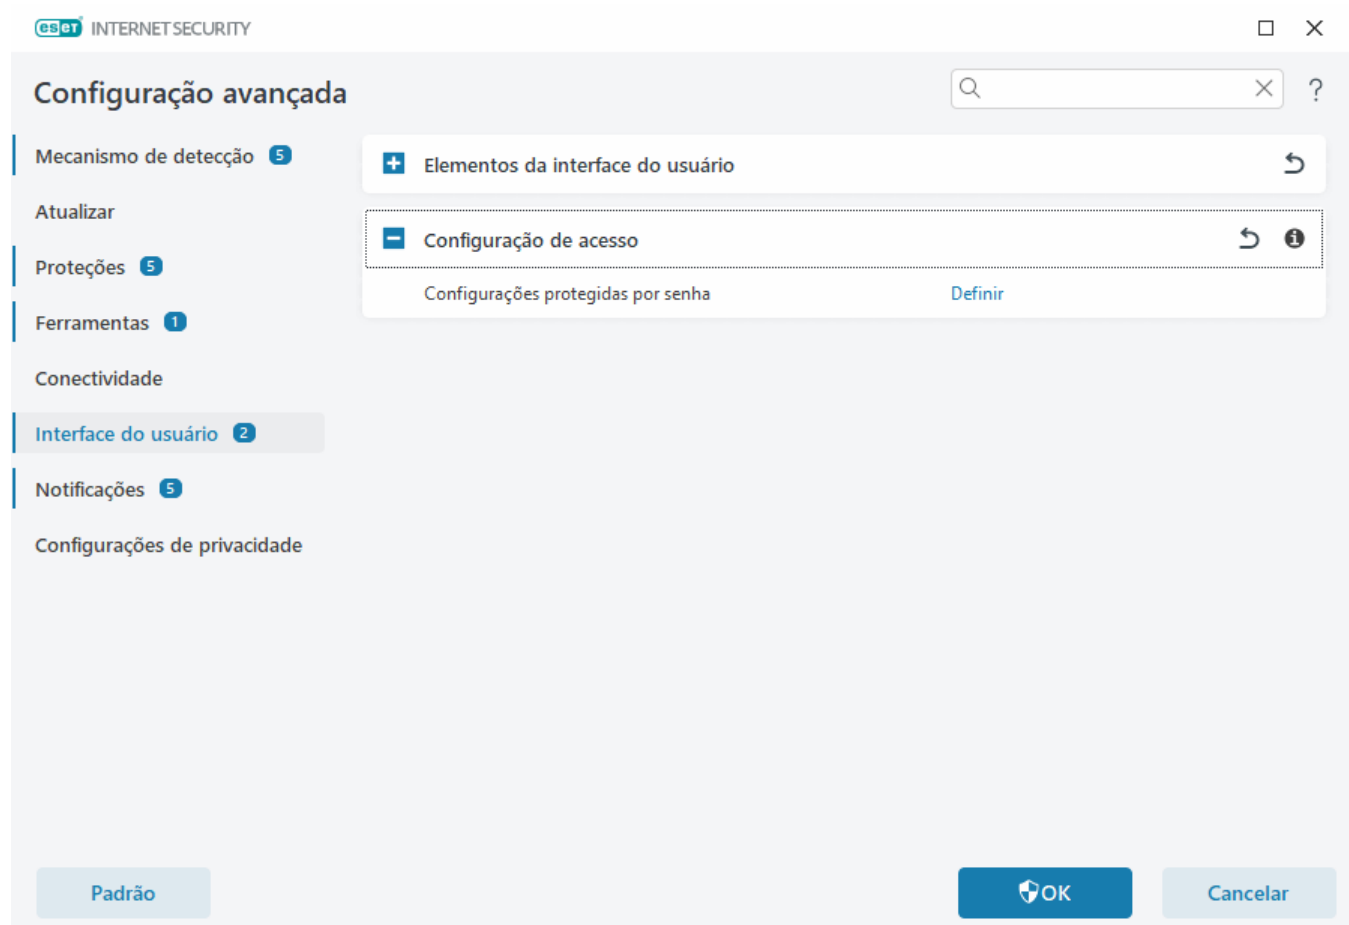 eset INTERNET SECURITY
Configuração avançada
?
Mecanismo de detecção 5
Atualizar
Proteções 5
Ferramentas 1
Conectividade
Interface do usuário 2
Notificações 5
Configurações de privacidade
Elementos da interface do usuário
Configuração de acesso
Configurações protegidas por senha Definir
Padrão
OK
Cancelar